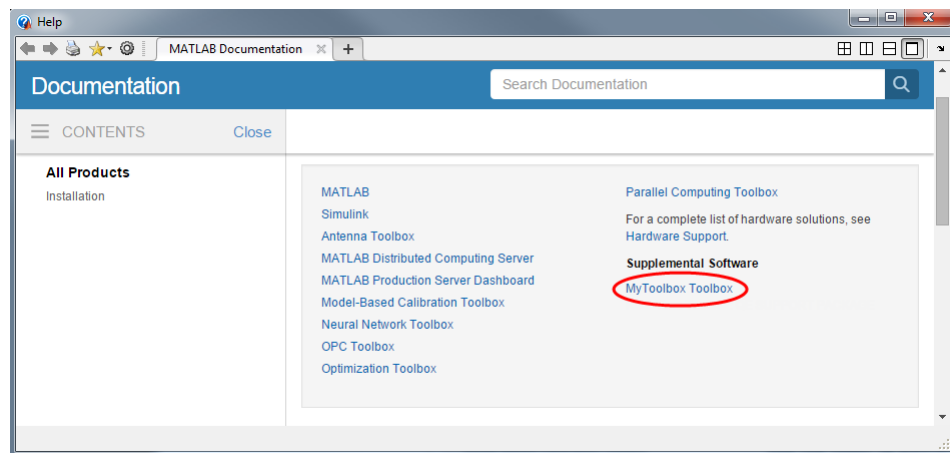 Help
MATLAB Documentation
Documentation
Search Documentation
CONTENTS
Close
All Products
Installation
MATLAB
Simulink
Antenna Toolbox
MATLAB Distributed Computing Server
MATLAB Production Server Dashboard
Model-Based Calibration Toolbox
Neural Network Toolbox
OPC Toolbox
Optimization Toolbox
Parallel Computing Toolbox
For a complete list of hardware solutions, see
Hardware Support.
Supplemental Software
MyToolbox Toolbox